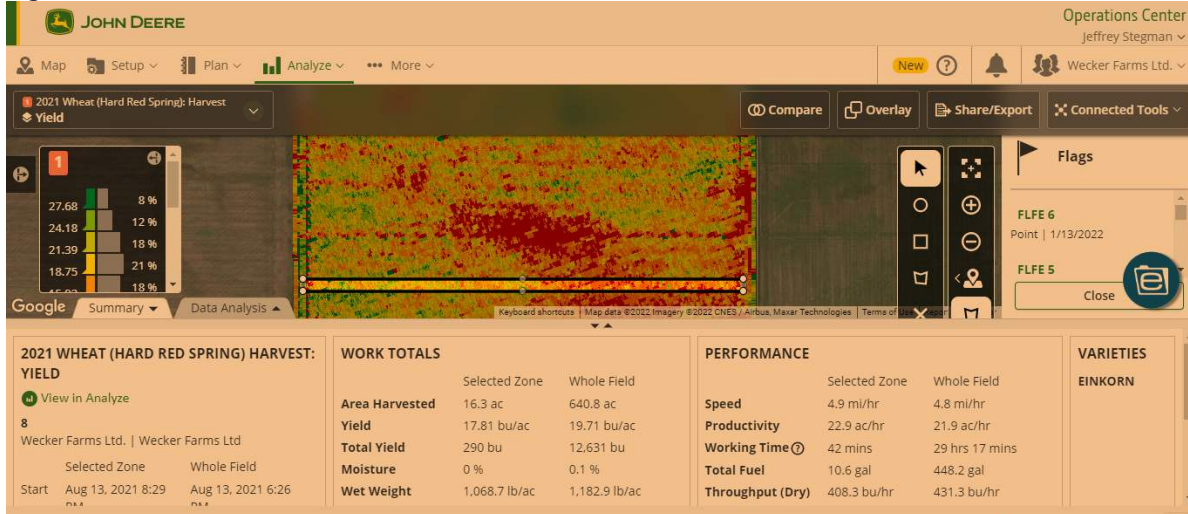 JOHN DEERE
Operations Center
Jeffrey Stegman
Map Setup Plan Analyze More New ? Wecker Farms Ltd.
1 2021 Wheat (Hard Red Spring): Harvest
Yield
Compare Overlay Share/Export Connected Tools
1
27.68 8 %
24.18 12 %
21.39 18 %
18.75 21 %
18 %
Flags
FLFE 6
Point | 1/13/2022
FLFE 5
Close
Google Summary Data Analysis
Keyboard shortcuts Map data ©2022 Imagery ©2022 CNES / Airbus, Maxar Technologies Terms of
2021 WHEAT (HARD RED SPRING) HARVEST:
YIELD
View in Analyze
8
Wecker Farms Ltd. | Wecker Farms Ltd
Selected Zone Whole Field
Start Aug 13, 2021 8:29 Aug 13, 2021 6:26
PM PM
WORK TOTALS
Selected Zone Whole Field
Area Harvested 16.3 ac 640.8 ac
Yield 17.81 bu/ac 19.71 bu/ac
Total Yield 290 bu 12,631 bu
Moisture 0 % 0.1 %
Wet Weight 1,068.7 lb/ac 1,182.9 lb/ac
PERFORMANCE
Selected Zone Whole Field
Speed 4.9 mi/hr 4.8 mi/hr
Productivity 22.9 ac/hr 21.9 ac/hr
Working Time ? 42 mins 29 hrs 17 mins
Total Fuel 10.6 gal 448.2 gal
Throughput (Dry) 408.3 bu/hr 431.3 bu/hr
VARIETIES
EINKORN